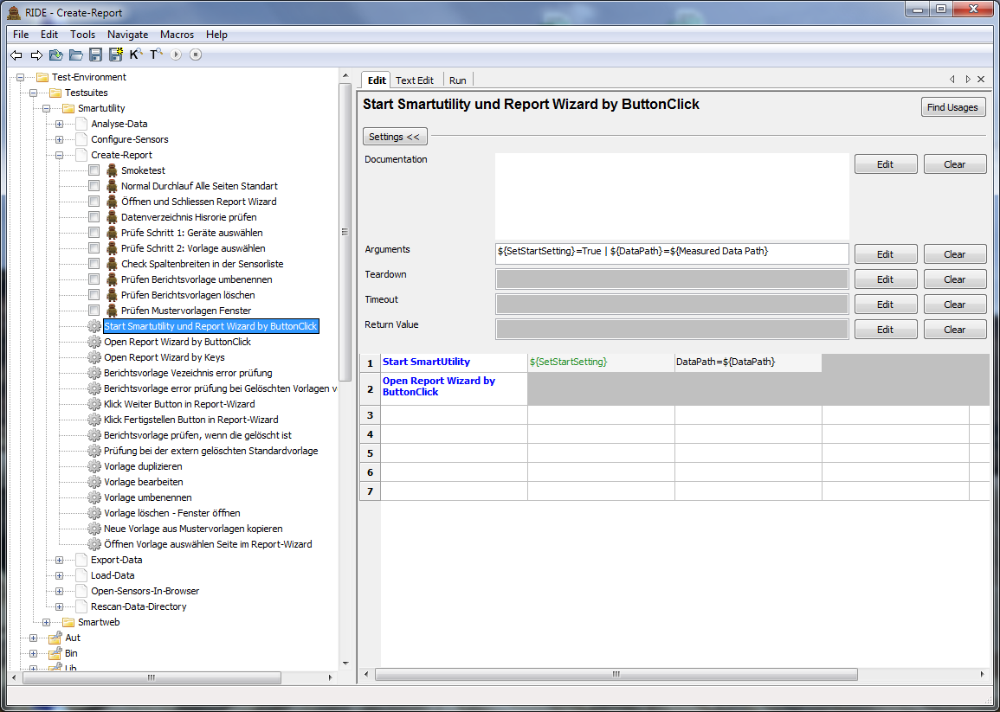 RIDE - Create-Report
File Edit Tools Navigate Macros Help
K T
Test-Environment
Testsuites
Smartutility
Analyse-Data
Configure-Sensors
Create-Report
Smoketest
Normal Durchlauf Alle Seiten Standart
Öffnen und Schliessen Report Wizard
Datenverzeichnis Hisrorie prüfen
Prüfe Schritt 1: Geräte auswählen
Prüfe Schritt 2: Vorlage auswählen
Check Spaltenbreiten in der Sensorliste
Prüfen Berichtsvorlage umbenennen
Prüfen Berichtsvorlagen löschen
Prüfen Mustervorlagen Fenster
Start Smartutility und Report Wizard by ButtonClick
Open Report Wizard by ButtonClick
Open Report Wizard by Keys
Berichtsvorlage Vezeichnis error prüfung
Berichtsvorlage error prüfung bei Gelöschten Vorlagen v
Klick Weiter Button in Report-Wizard
Klick Fertigstellen Button in Report-Wizard
Berichtsvorlage prüfen, wenn die gelöscht ist
Prüfung bei der extern gelöschten Standardvorlage
Vorlage duplizieren
Vorlage bearbeiten
Vorlage umbenennen
Vorlage löschen - Fenster öffnen
Neue Vorlage aus Mustervorlagen kopieren
Öffnen Vorlage auswählen Seite im Report-Wizard
Export-Data
Load-Data
Open-Sensors-In-Browser
Rescan-Data-Directory
Smartweb
Aut
Bin
Lib
Edit Text Edit Run
Start Smartutility und Report Wizard by ButtonClick
Find Usages
Settings <<
Documentation Edit Clear
Arguments ${SetStartSetting}=True | ${DataPath}=${Measured Data Path} Edit Clear
Teardown Edit Clear
Timeout Edit Clear
Return Value Edit Clear
1 Start SmartUtility ${SetStartSetting} DataPath=${DataPath}
2 Open Report Wizard by
ButtonClick
3
4
5
6
7